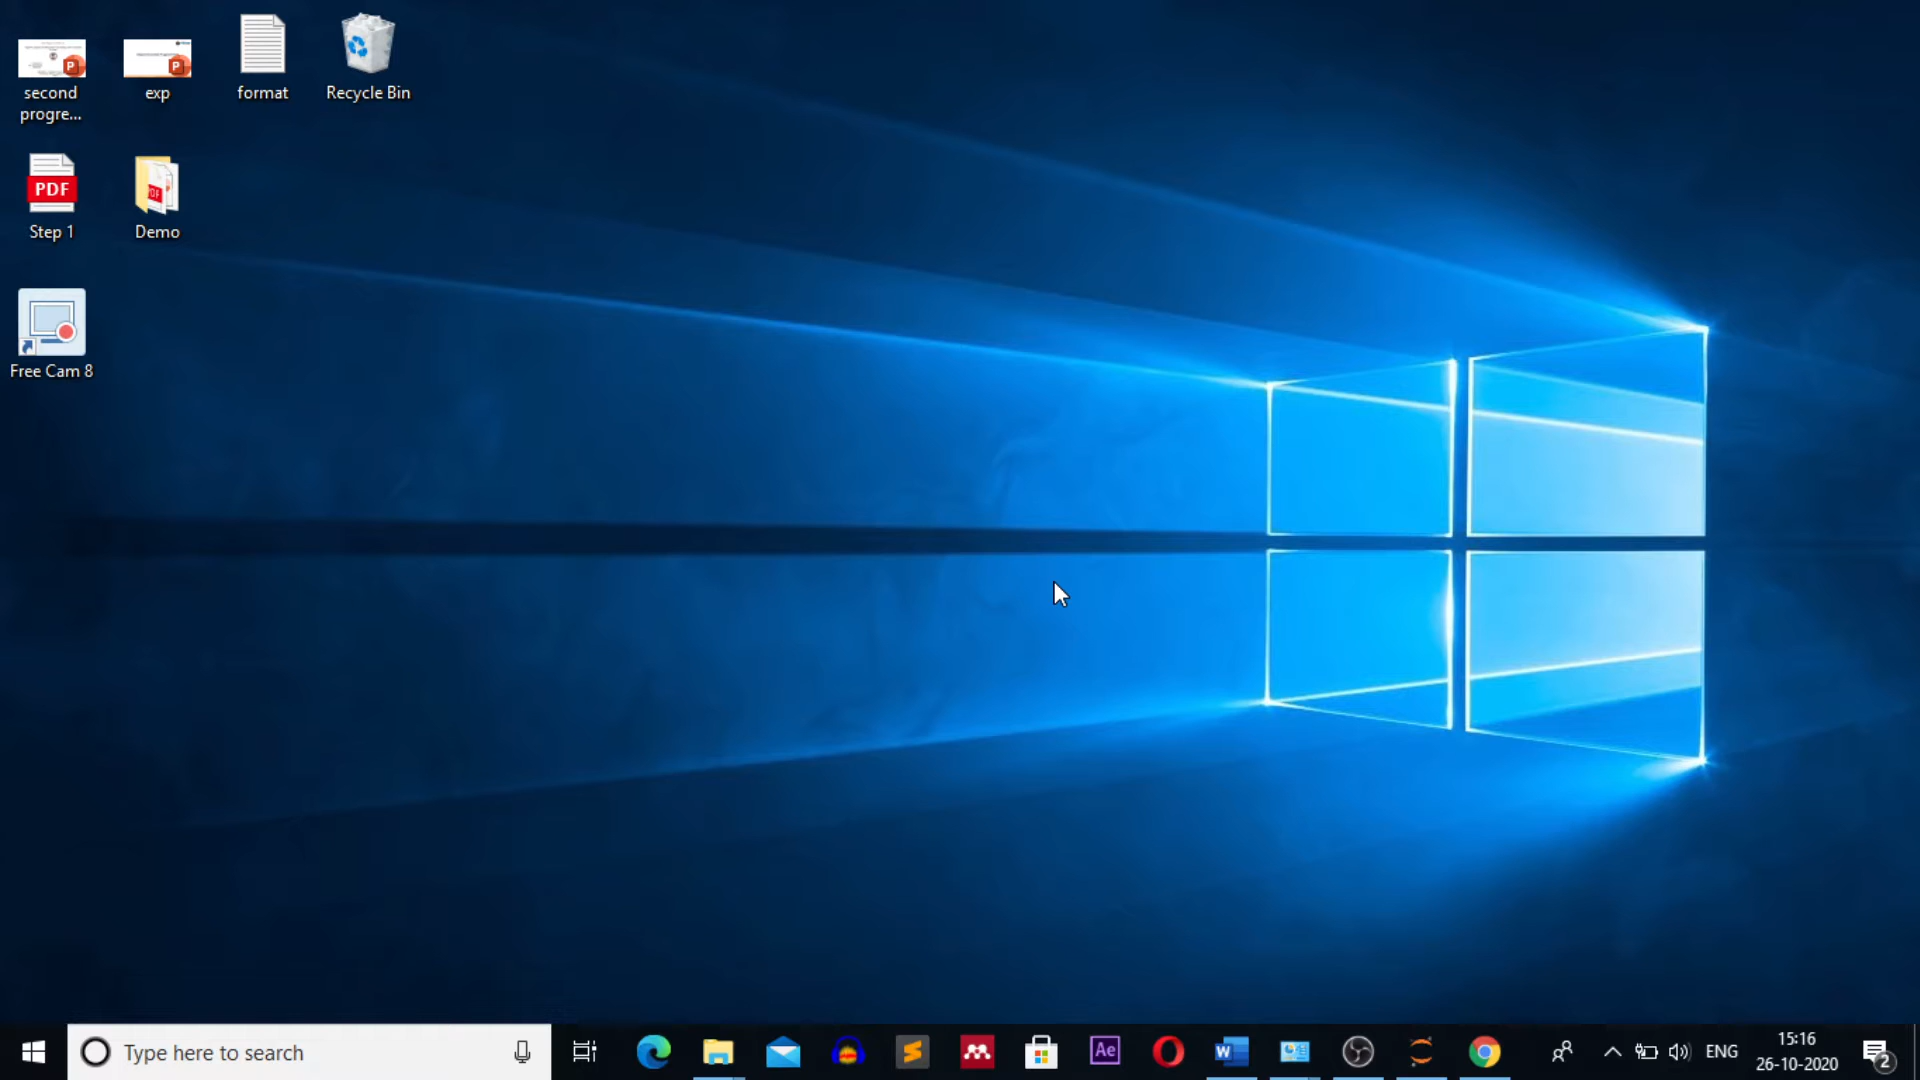 second
progre...
exp
format
Recycle Bin
PDF
Step 1
PDF
Demo
Free Cam 8
Type here to search
Ae
W
ENG
15:16
26-10-2020
2